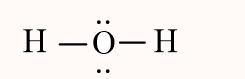 H — Ö — H